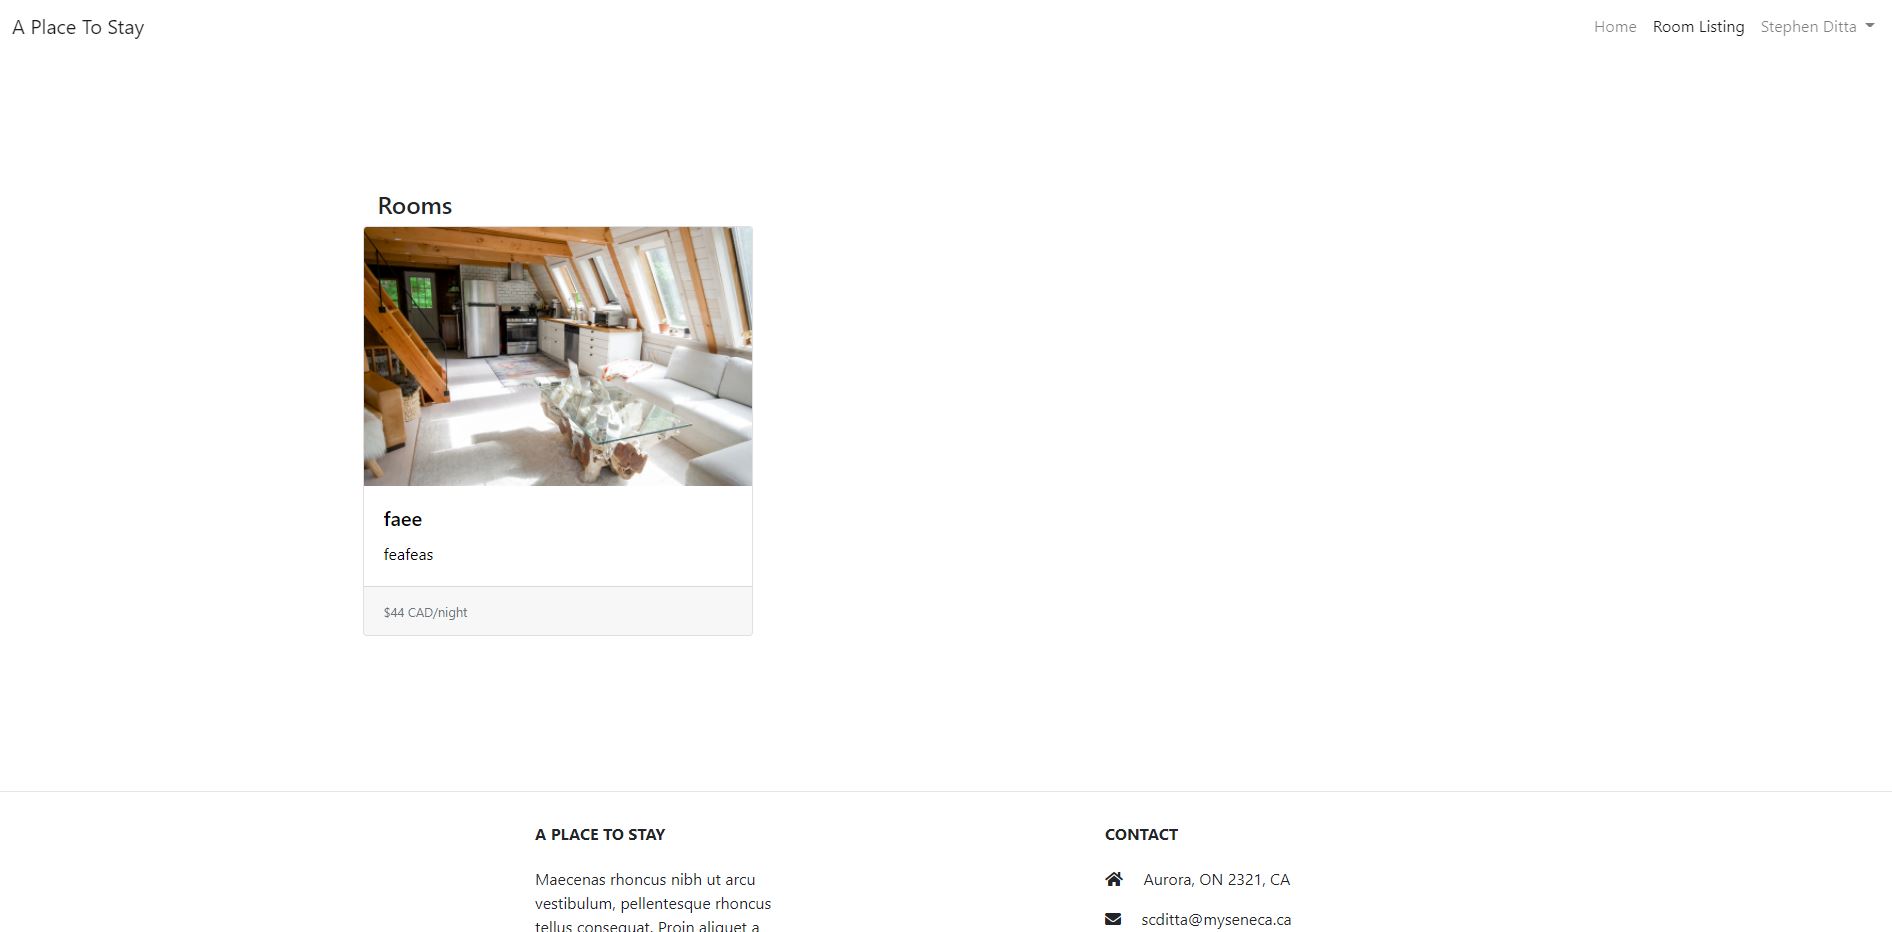 A Place To Stay
Home Room Listing Stephen Ditta
Rooms
faee
feafeas
$44 CAD/night
A PLACE TO STAY
Maecenas rhoncus nibh ut arcu
vestibulum, pellentesque rhoncus
tellus consequat. Proin aliquet a
CONTACT
Aurora, ON 2321, CA
scditta@myseneca.ca